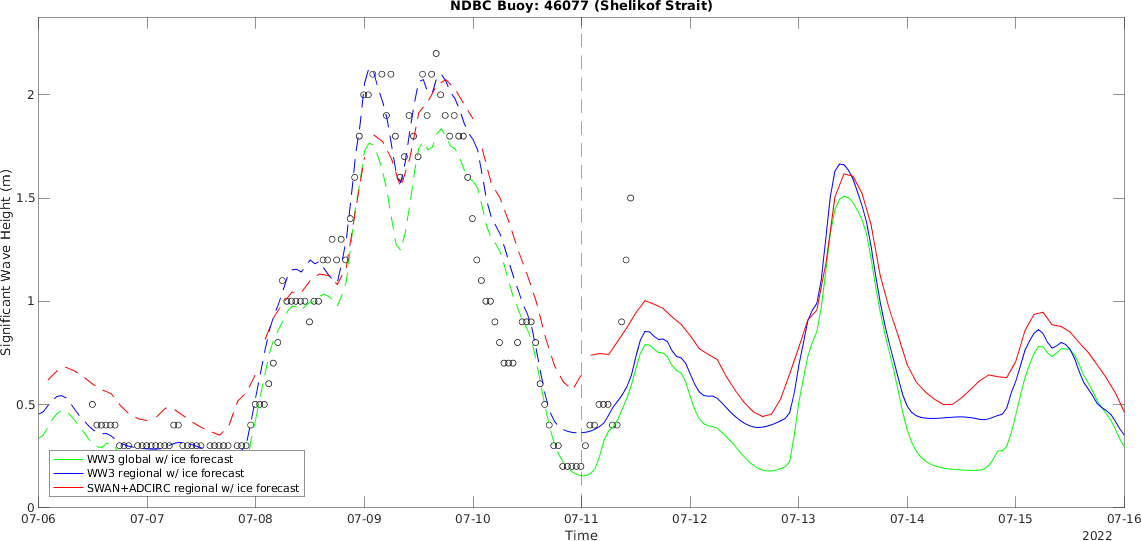 NDBC Buoy: 46077 (Shelikof Strait)
Significant Wave Height (m)
2
1.5
1
0.5
0
WW3 global w/ ice forecast
WW3 regional w/ ice forecast
SWAN+ADCIRC regional w/ ice forecast
07-06 07-07 07-08 07-09 07-10 07-11 07-12 07-13 07-14 07-15 07-16
Time
2022